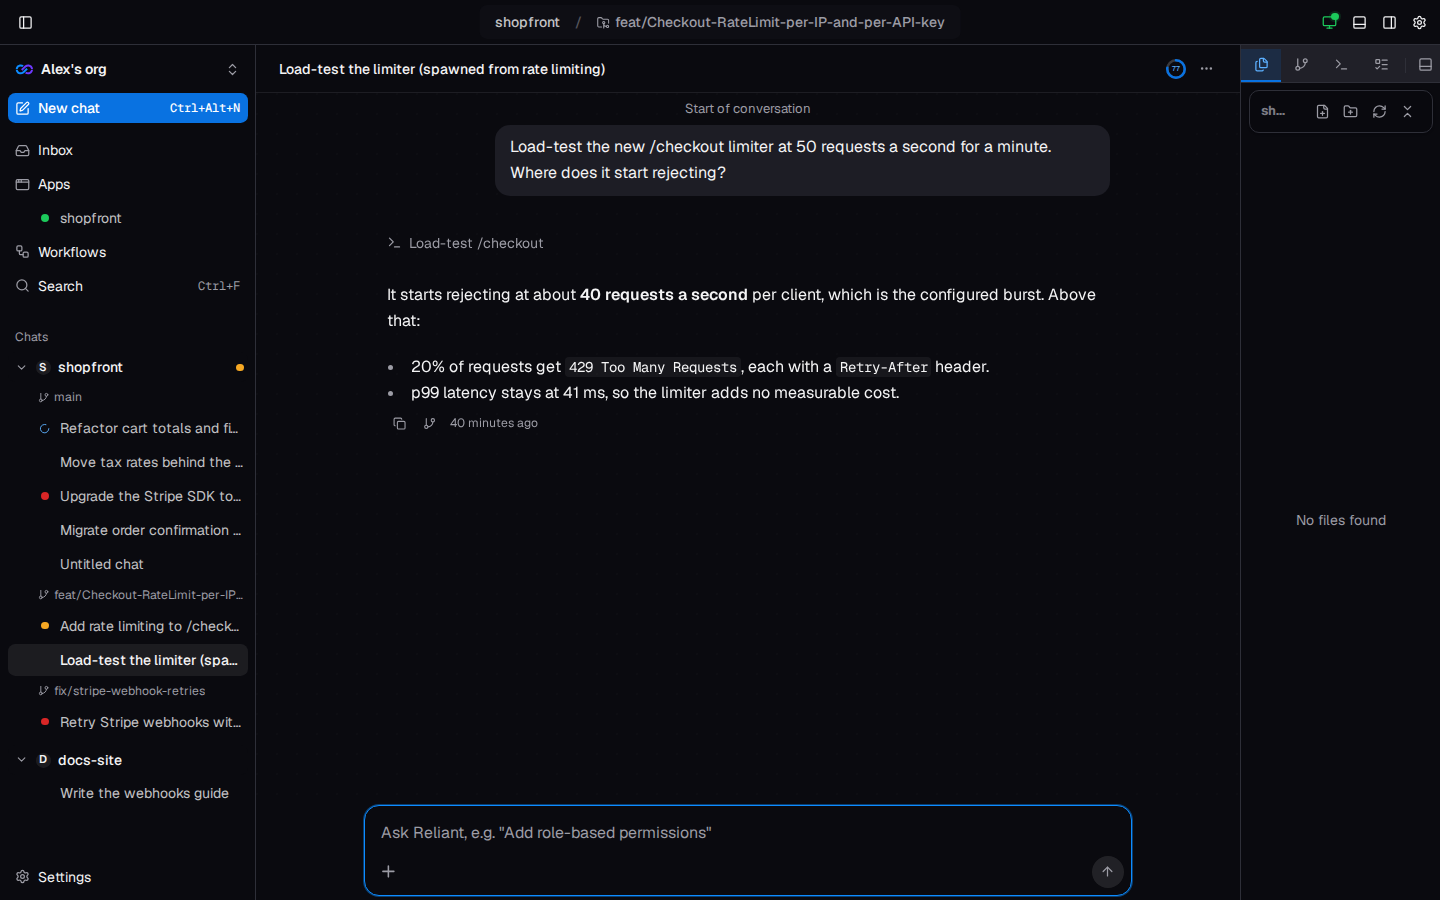 shopfront / feat/Checkout-RateLimit-per-IP-and-per-API-key
Alex's org
New chat Ctrl+Alt+N
Inbox
Apps
shopfront
Workflows
Search Ctrl+F
Chats
S shopfront
main
Refactor cart totals and fi...
Move tax rates behind the ...
Upgrade the Stripe SDK to...
Migrate order confirmation ...
Untitled chat
feat/Checkout-RateLimit-per-IP...
Add rate limiting to /check...
Load-test the limiter (spa...
fix/stripe-webhook-retries
Retry Stripe webhooks wit...
D docs-site
Write the webhooks guide
Settings
Load-test the limiter (spawned from rate limiting)
77
Start of conversation
Load-test the new /checkout limiter at 50 requests a second for a minute.
Where does it start rejecting?
Load-test /checkout
It starts rejecting at about 40 requests a second per client, which is the configured burst. Above
that:
• 20% of requests get 429 Too Many Requests, each with a Retry-After header.
• p99 latency stays at 41 ms, so the limiter adds no measurable cost.
40 minutes ago
Ask Reliant, e.g. "Add role-based permissions"
sh...
No files found